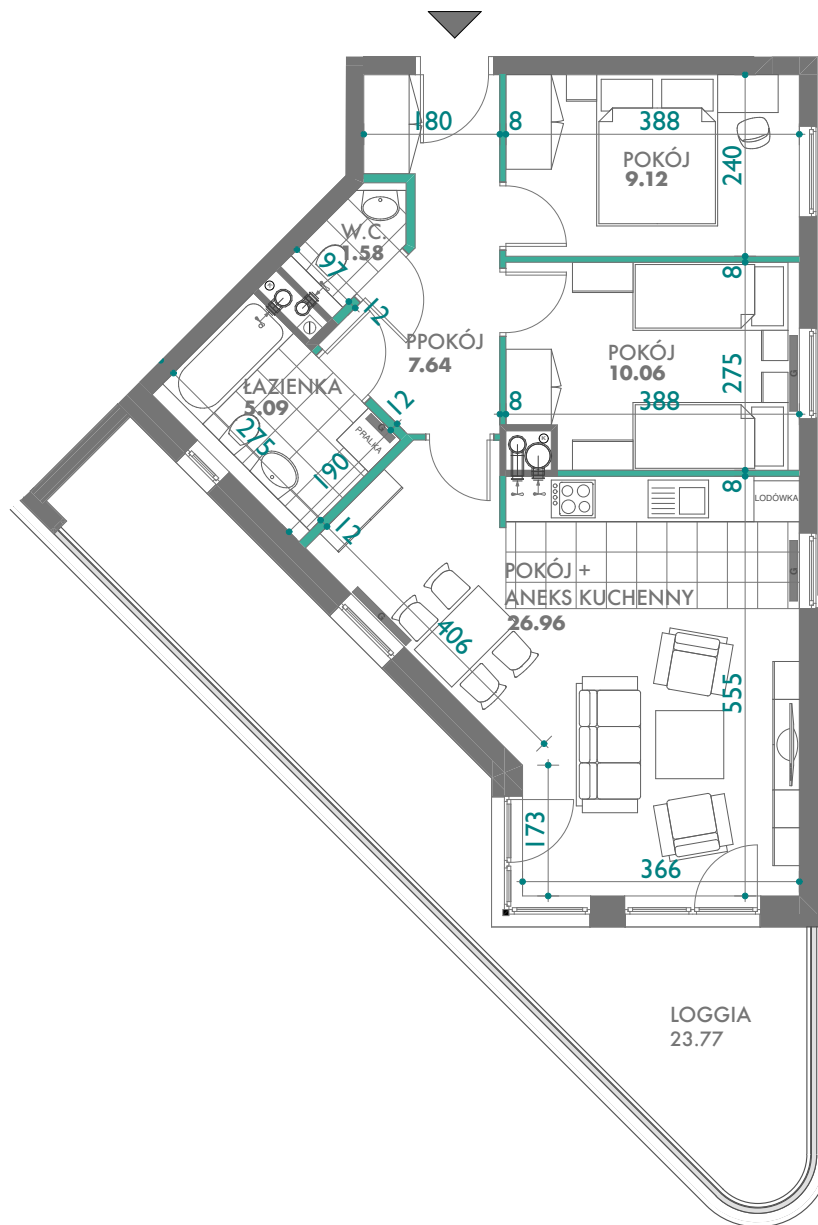 180
8
388
POKÓJ
9.12
240
W.C.
1.58
97
12
8
PPOKÓJ
7.64
POKÓJ
10.06
275
G
8
388
ŁAZIENKA
5.09
12
G
PRALKA
275
190
12
8
LODÓWKA
G
POKÓJ +
ANEKS KUCHENNY
26.96
G
406
555
173
366
LOGGIA
23.77